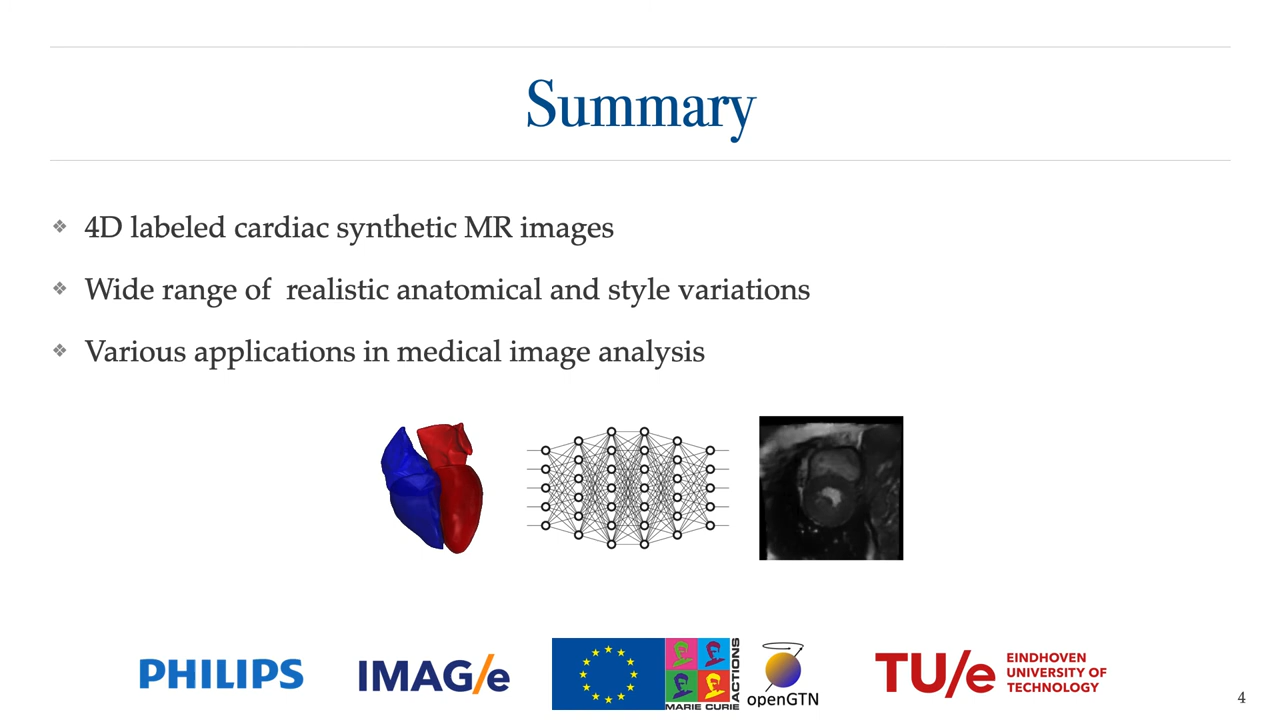 Summary
❖ 4D labeled cardiac synthetic MR images
❖ Wide range of  realistic anatomical and style variations
❖ Various applications in medical image analysis
PHILIPS
IMAG/e
MARIE CURIE
ACTIONS
openGTN
TU/e
EINDHOVEN
UNIVERSITY OF
TECHNOLOGY
4